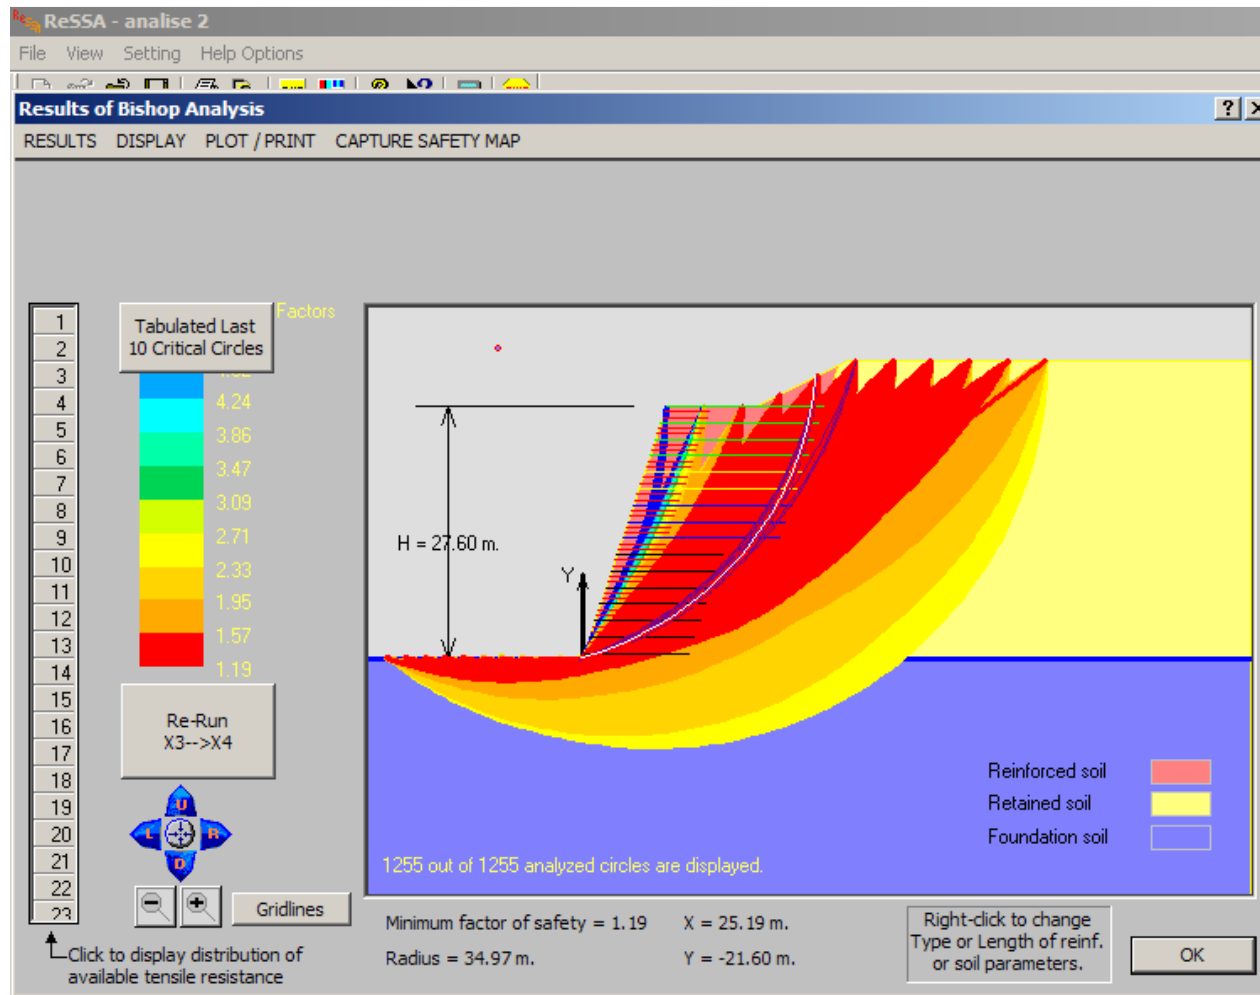 ReSSA - analise 2
File View Setting Help Options
Results of Bishop Analysis
RESULTS DISPLAY PLOT / PRINT CAPTURE SAFETY MAP
1
2
3
4
5
6
7
8
9
10
11
12
13
14
15
16
17
18
19
20
21
22
23
Tabulated Last
10 Critical Circles
Factors
4.24
3.86
3.47
3.09
2.71
2.33
1.95
1.57
1.19
Re-Run
X3-->X4
U
L
R
D
Gridlines
Click to display distribution of
available tensile resistance
H = 27.60 m.
Y
Reinforced soil
Retained soil
Foundation soil
1255 out of 1255 analyzed circles are displayed.
Minimum factor of safety = 1.19 X = 25.19 m.
Radius = 34.97 m. Y = -21.60 m.
Right-click to change
Type or Length of reinf.
or soil parameters.
OK